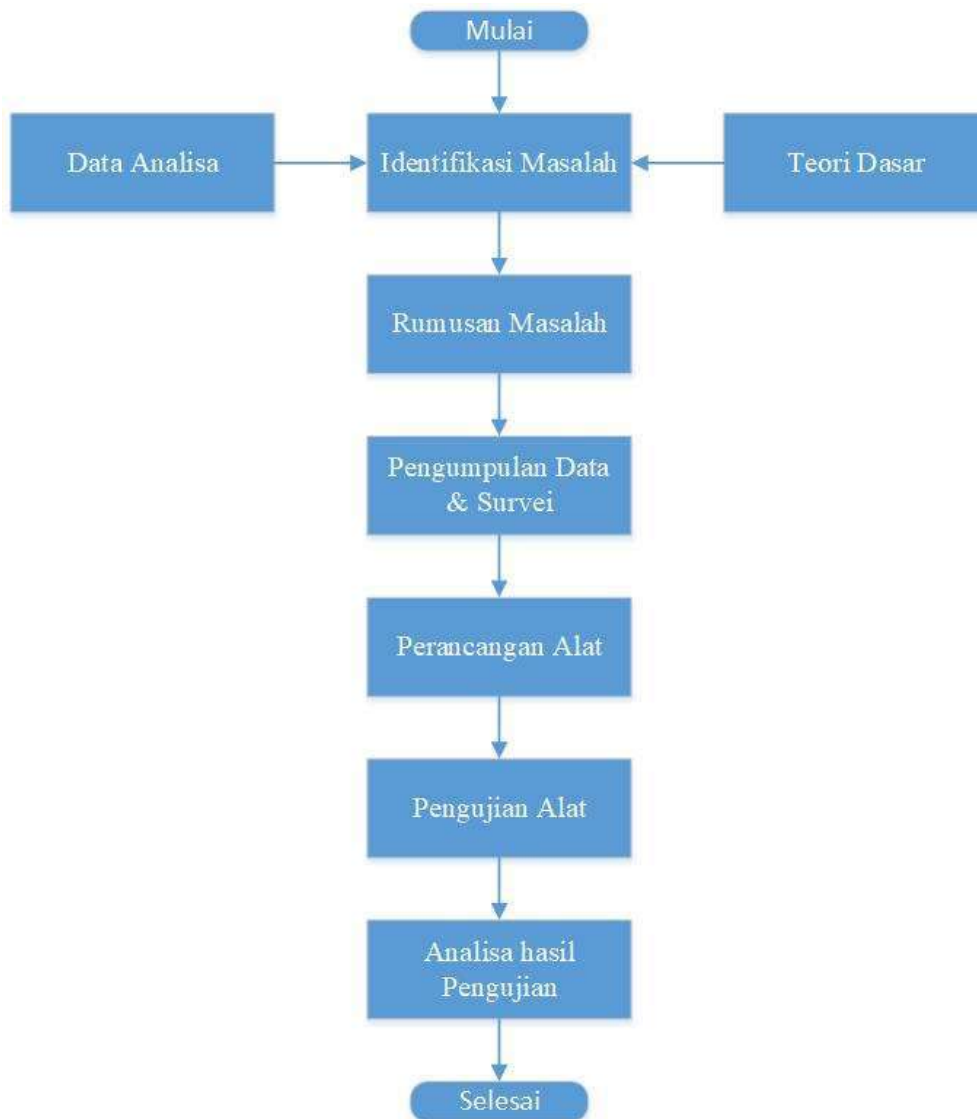 Mulai
Data Analisa
Identifikasi Masalah
Teori Dasar
Rumusan Masalah
Pengumpulan Data
& Survei
Perancangan Alat
Pengujian Alat
Analisa hasil
Pengujian
Selesai